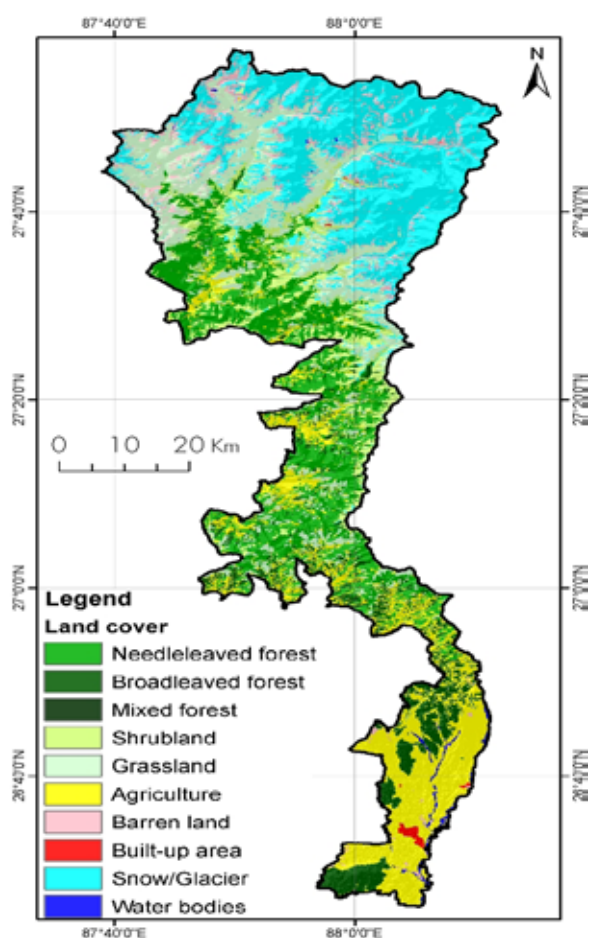 87°40'0"E 88°0'0"E
N
27°40'0"N 27°40'0"N
27°20'0"N 27°20'0"N
0 10 20 Km
27°0'0"N 27°0'0"N
Legend
Land cover
Needleleaved forest
Broadleaved forest
Mixed forest
Shrubland
Grassland
Agriculture
26°40'0"N 26°40'0"N
Barren land
Built-up area
Snow/Glacier
Water bodies
87°40'0"E 88°0'0"E